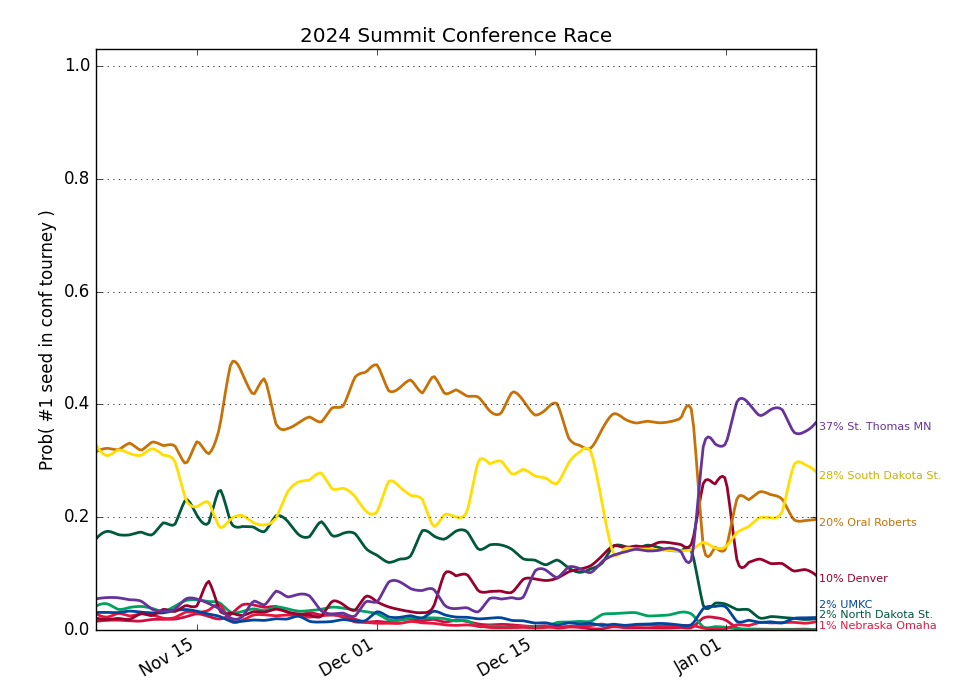 2024 Summit Conference Race
Prob( #1 seed in conf tourney )
1.0
0.8
0.6
0.4
0.2
0.0
Nov 15
Dec 01
Dec 15
Jan 01
37% St. Thomas MN
28% South Dakota St.
20% Oral Roberts
10% Denver
2% UMKC
2% North Dakota St.
1% Nebraska Omaha